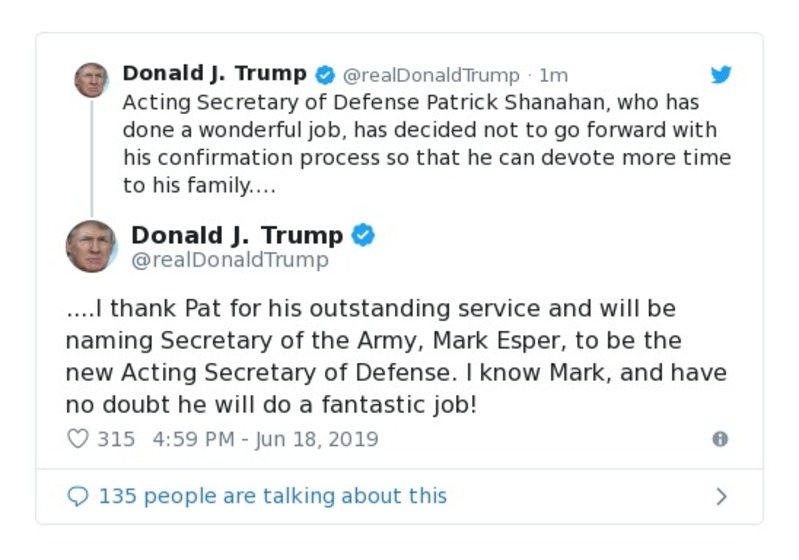 Donald J. Trump @realDonaldTrump · 1m
Acting Secretary of Defense Patrick Shanahan, who has
done a wonderful job, has decided not to go forward with
his confirmation process so that he can devote more time
to his family....
Donald J. Trump
@realDonaldTrump
....I thank Pat for his outstanding service and will be
naming Secretary of the Army, Mark Esper, to be the
new Acting Secretary of Defense. I know Mark, and have
no doubt he will do a fantastic job!
315 4:59 PM - Jun 18, 2019
135 people are talking about this